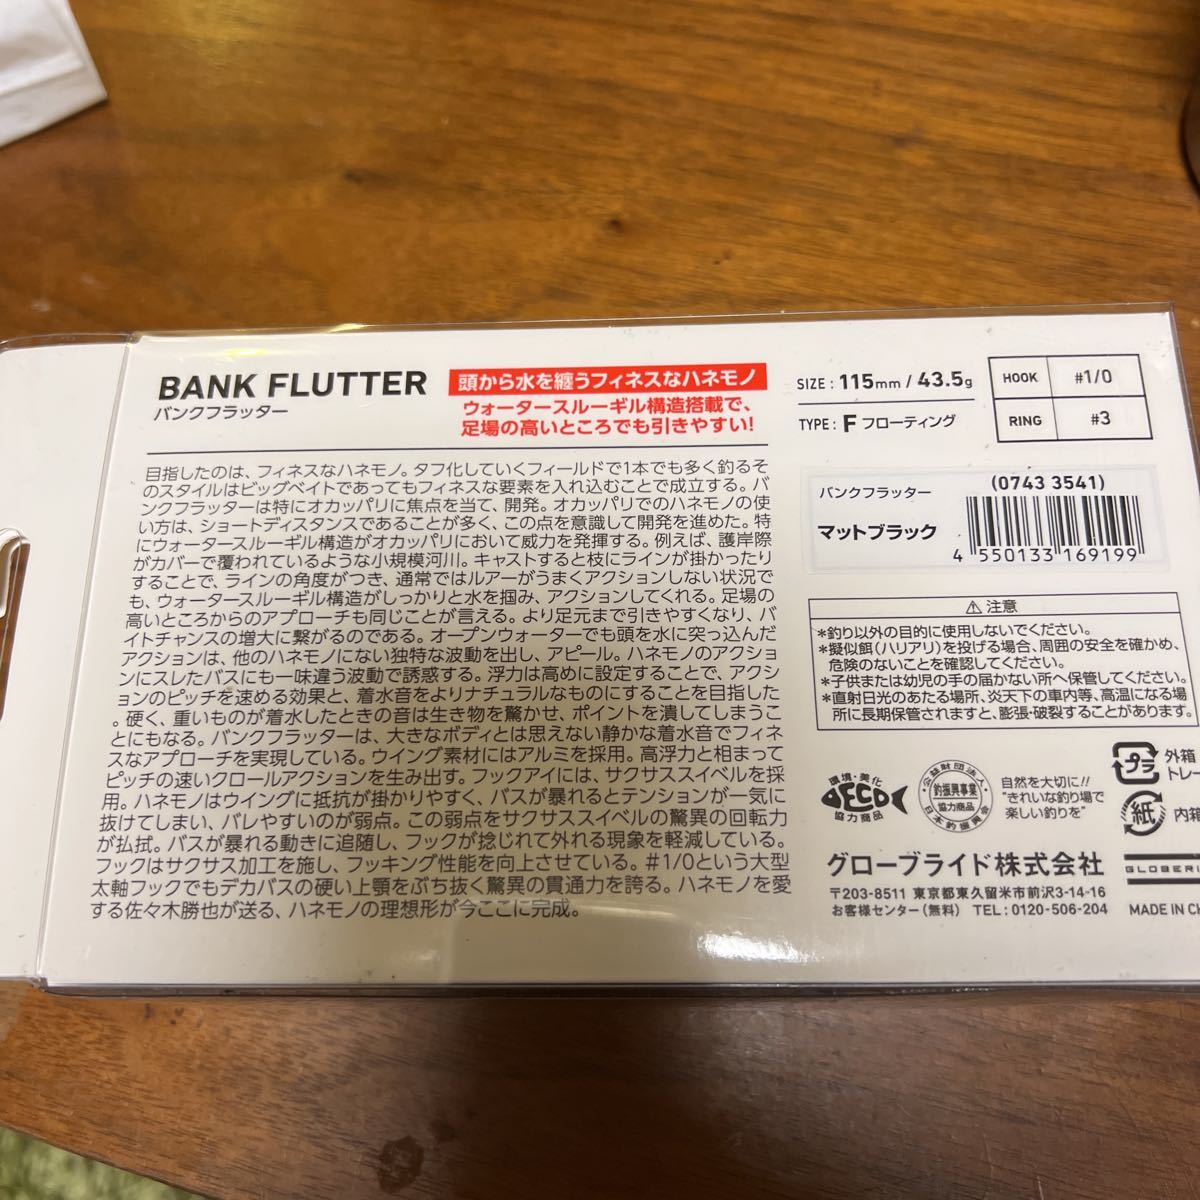 BANK FLUTTER
バンクフラッター
頭から水を纏うフィネスなハネモノ
ウォータースルーギル構造搭載で、
足場の高いところでも引きやすい!
目指したのは、フィネスなハネモノ。タフ化していくフィールドで1本でも多く釣るそ
のスタイルはビッグベイトであってもフィネスな要素を入れ込むことで成立する。バ
ンクフラッターは特にオカッパリに焦点を当て、開発。オカッパリでのハネモノの使
い方は、ショートディスタンスであることが多く、この点を意識して開発を進めた。特
にウォータースルーギル構造がオカッパリにおいて威力を発揮する。例えば、護岸際
がカバーで覆われているような小規模河川。キャストすると枝にラインが掛かったり
することで、ラインの角度がつき、通常ではルアーがうまくアクションしない状況で
も、ウォータースルーギル構造がしっかりと水を掴み、アクションしてくれる。足場の
高いところからのアプローチも同じことが言える。より足元まで引きやすくなり、バ
イトチャンスの増大に繋がるのである。オープンウォーターでも頭を水に突っ込んだ
アクションは、他のハネモノにない独特な波動を出し、アピール。ハネモノのアクショ
ンにスレたバスにも一味違う波動で誘惑する。浮力は高めに設定することで、アクシ
ョンのピッチを速める効果と、着水音をよりナチュラルなものにすることを目指した
。硬く、重いものが着水したときの音は生き物を驚かせ、ポイントを潰してしまうこ
とにもなる。バンクフラッターは、大きなボディとは思えない静かな着水音でフィネ
スなアプローチを実現している。ウイング素材にはアルミを採用。高浮力と相まって
ピッチの速いクロールアクションを生み出す。フックアイには、サクサススイベルを採
用。ハネモノはウイングに抵抗が掛かりやすく、バスが暴れるとテンションが一気に
抜けてしまい、バレやすいのが弱点。この弱点をサクサススイベルの驚異の回転力
が払拭。バスが暴れる動きに追随し、フックが捻じれて外れる現象を軽減している。
フックはサクサス加工を施し、フッキング性能を向上させている。#1/0という大型
太軸フックでもデカバスの硬い上顎をぶち抜く驚異の貫通力を誇る。ハネモノを愛
する佐々木勝也が送る、ハネモノの理想形が今ここに完成。
SIZE : 115mm / 43.5g
TYPE : F フローティング
HOOK #1/0
RING #3
バンクフラッター
マットブラック
(0743 3541)
4 550133 169199
⚠注意
*釣り以外の目的に使用しないでください。
*擬似餌(ハリアリ)を投げる場合、周囲の安全を確かめ、
危険のないことを確認してください。
*子供または幼児の手の届かない所へ保管してください。
*直射日光のあたる場所、炎天下の車内等、高温になる場
所に長期保管されますと、膨張・破裂することがあります。
環境・美化
DECO
協力商品
公益財団法人
釣振興事業
協力商品
日本釣振興会
自然を大切に!!
"きれいな釣り場で
楽しい釣りを"
プラ
外箱
トレー
紙
内箱
グローブライド株式会社
〒203-8511 東京都東久留米市前沢3-14-16
お客様センター(無料) TEL : 0120-506-204
GLOBERI
MADE IN CH